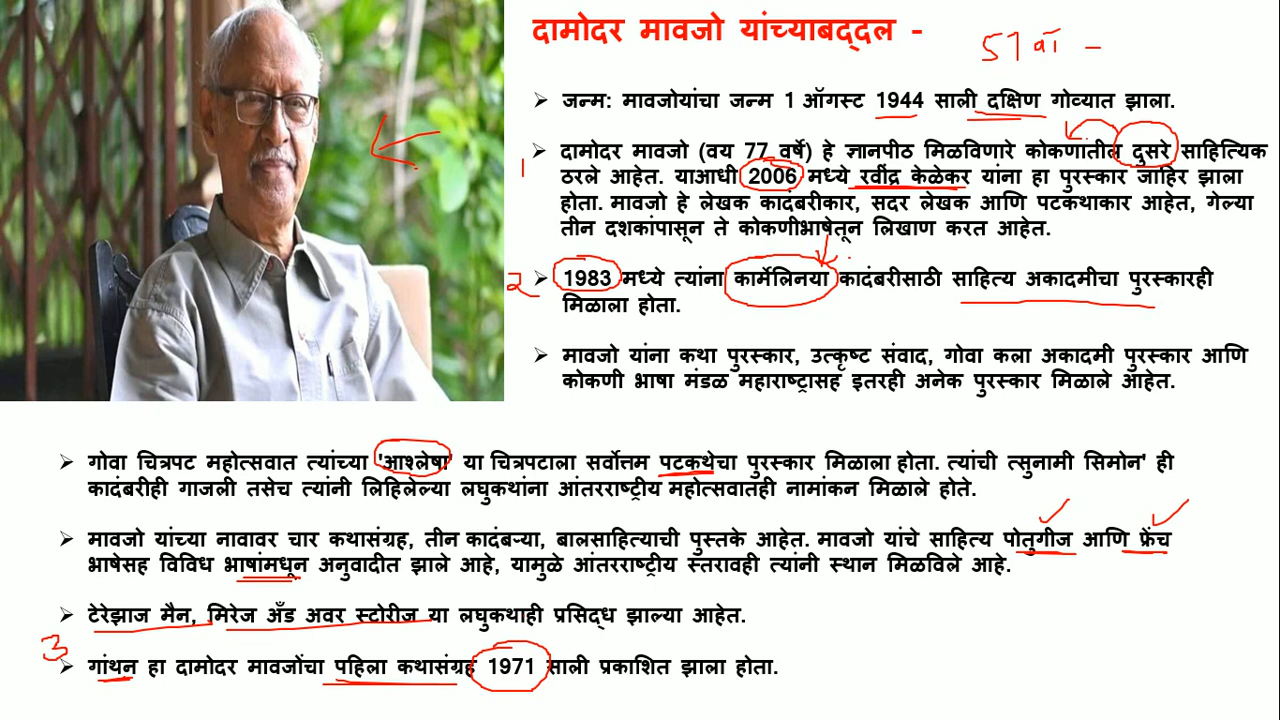 दामोदर मावजो यांच्याबद्दल -
57 वा -
➢ जन्म: मावजोयांचा जन्म 1 ऑगस्ट 1944 साली दक्षिण गोव्यात झाला.
1
➢ दामोदर मावजो (वय 77 वर्षे) हे ज्ञानपीठ मिळविणारे कोकणातील दुसरे साहित्यिक
ठरले आहेत. याआधी 2006 मध्ये रवींद्र केळेकर यांना हा पुरस्कार जाहिर झाला
होता. मावजो हे लेखक कादंबरीकार, सदर लेखक आणि पटकथाकार आहेत, गेल्या
तीन दशकांपासून ते कोकणीभाषेतून लिखाण करत आहेत.
2
➢ 1983 मध्ये त्यांना कार्मेलिनया कादंबरीसाठी साहित्य अकादमीचा पुरस्कारही
मिळाला होता.
➢ मावजो यांना कथा पुरस्कार, उत्कृष्ट संवाद, गोवा कला अकादमी पुरस्कार आणि
कोकणी भाषा मंडळ महाराष्ट्रासह इतरही अनेक पुरस्कार मिळाले आहेत.
➢ गोवा चित्रपट महोत्सवात त्यांच्या 'आश्लेषा' या चित्रपटाला सर्वोत्तम पटकथेचा पुरस्कार मिळाला होता. त्यांची त्सुनामी सिमोन' ही
कादंबरीही गाजली तसेच त्यांनी लिहिलेल्या लघुकथांना आंतरराष्ट्रीय महोत्सवातही नामांकन मिळाले होते.
➢ मावजो यांच्या नावावर चार कथासंग्रह, तीन कादंबऱ्या, बालसाहित्याची पुस्तके आहेत. मावजो यांचे साहित्य पोतुगीज आणि फ्रेंच
भाषेसह विविध भाषांमधून अनुवादीत झाले आहे, यामुळे आंतरराष्ट्रीय स्तरावही त्यांनी स्थान मिळविले आहे.
➢ टेरेझाज मैन, मिरेज अँड अवर स्टोरीज या लघुकथाही प्रसिद्ध झाल्या आहेत.
3
➢ गांथन हा दामोदर मावजोंचा पहिला कथासंग्रह 1971 साली प्रकाशित झाला होता.